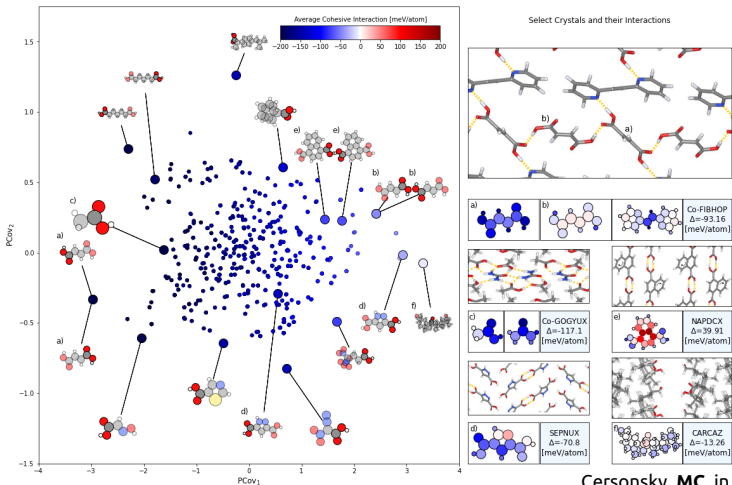 Average Cohesive Interaction [meV/atom]
−200 −150 −100 −50 0 50 100 150 200
1.5
1.0
0.5
0.0
−0.5
−1.0
−1.5
−4 −3 −2 −1 0 1 2 3 4
PCov₂
PCov₁
e) e)
b) b)
c)
a)
a)
d)
f)
d)
Select Crystals and their Interactions
b)
a)
a)
b)
Co-FIBHOP
Δ=-93.16
[meV/atom]
c)
Co-GOGYUX
Δ=-117.1
[meV/atom]
e)
NAPDCX
Δ=39.91
[meV/atom]
d)
SEPNUX
Δ=-70.8
[meV/atom]
f)
CARCAZ
Δ=-13.26
[meV/atom]
Cersonsky, MC, in